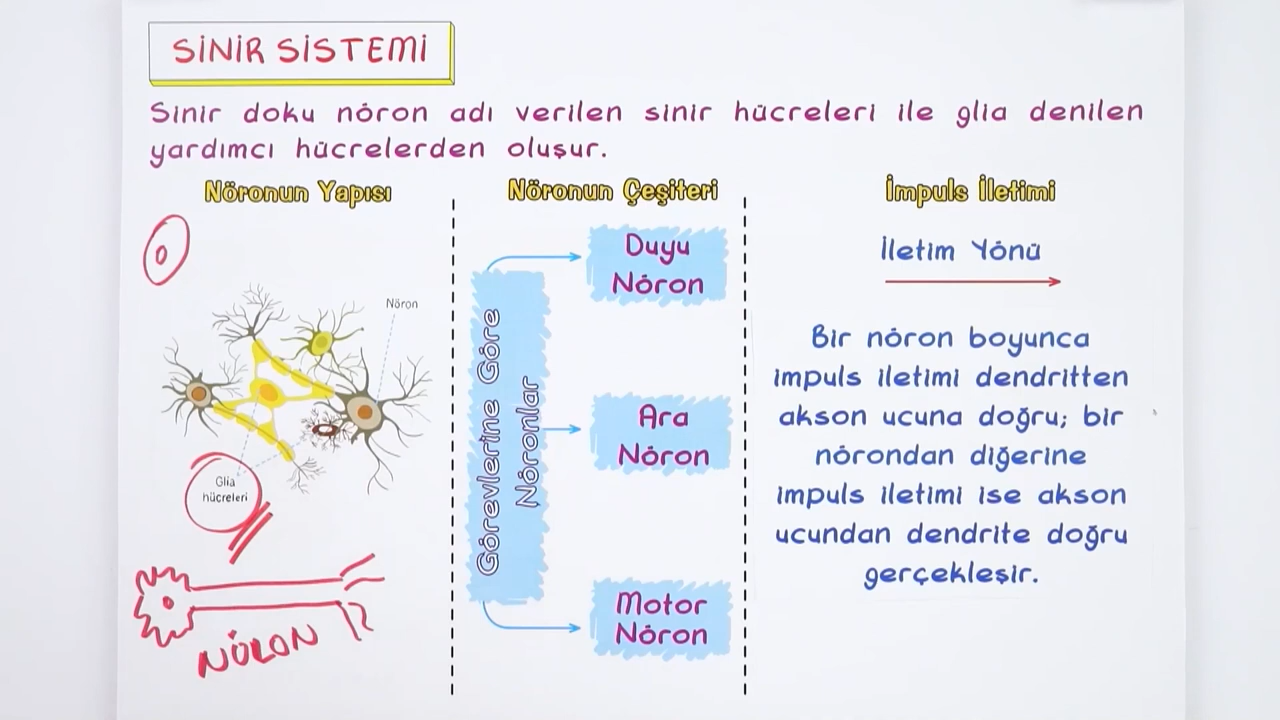 SİNİR SİSTEMİ
Sinir doku nöron adı verilen sinir hücreleri ile glia denilen
yardımcı hücrelerden oluşur.
Nöronun Yapısı
Nöron
Glia
hücreleri
NÖRON
Nöronun Çeşiteri
Görevlerine Göre
Nöronlar
Duyu
Nöron
Ara
Nöron
Motor
Nöron
İmpuls İletimi
İletim Yönü
Bir nöron boyunca
impuls iletimi dendritten
akson ucuna doğru; bir
nörondan diğerine
impuls iletimi ise akson
ucundan dendrite doğru
gerçekleşir.